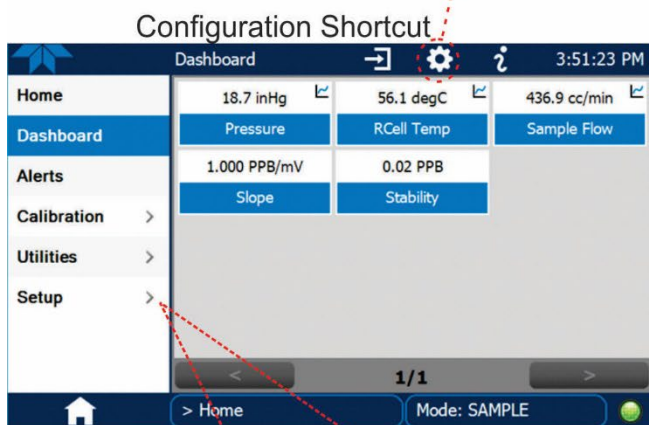 Configuration Shortcut
Dashboard 3:51:23 PM
Home
Dashboard
Alerts
Calibration >
Utilities >
Setup >
18.7 inHg 56.1 degC 436.9 cc/min
Pressure RCell Temp Sample Flow
1.000 PPB/mV 0.02 PPB
Slope Stability
< 1/1 >
> Home Mode: SAMPLE